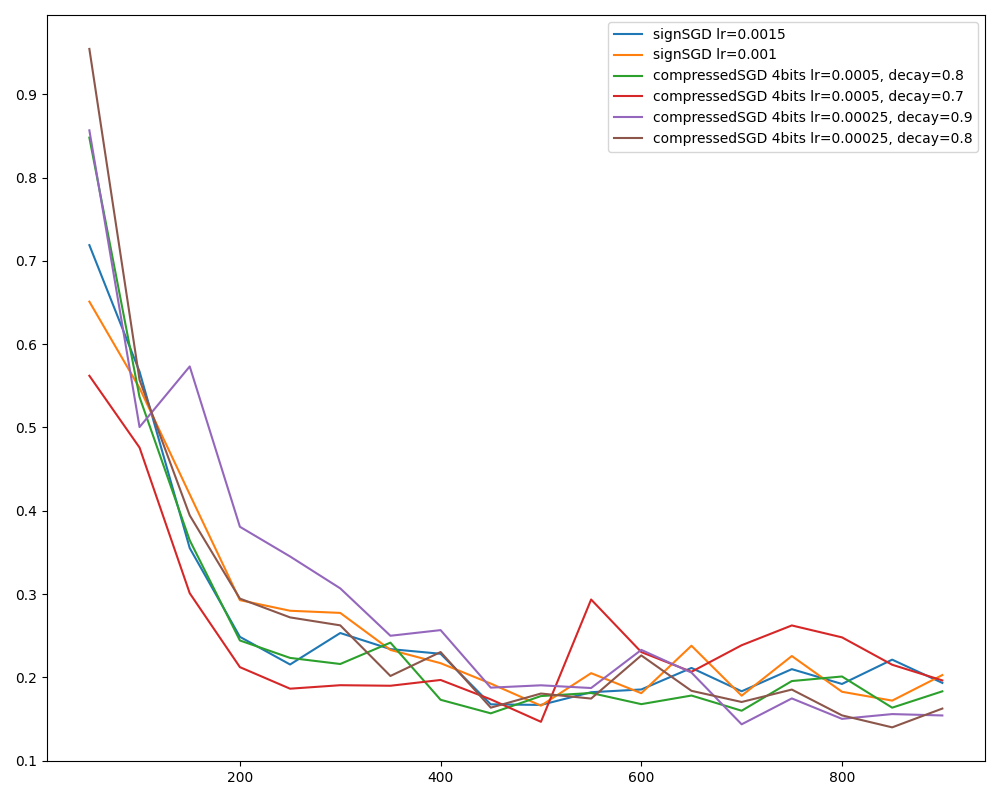 signSGD lr=0.0015
signSGD lr=0.001
compressedSGD 4bits lr=0.0005, decay=0.8
compressedSGD 4bits lr=0.0005, decay=0.7
compressedSGD 4bits lr=0.00025, decay=0.9
compressedSGD 4bits lr=0.00025, decay=0.8
0.9
0.8
0.7
0.6
0.5
0.4
0.3
0.2
0.1
200 400 600 800